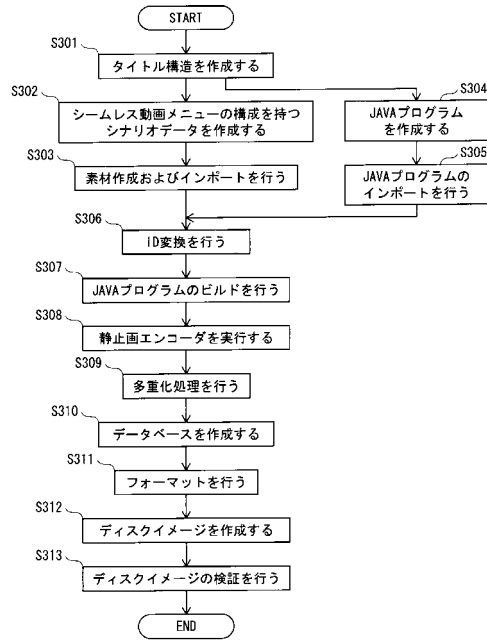 START
S301
タイトル構造を作成する
S302
シームレス動画メニューの構成を持つ
シナリオデータを作成する
S304
JAVAプログラム
を作成する
S303
素材作成およびインポートを行う
S305
JAVAプログラムの
インポートを行う
S306
ID変換を行う
S307
JAVAプログラムのビルドを行う
S308
静止画エンコーダを実行する
S309
多重化処理を行う
S310
データベースを作成する
S311
フォーマットを行う
S312
ディスクイメージを作成する
S313
ディスクイメージの検証を行う
END